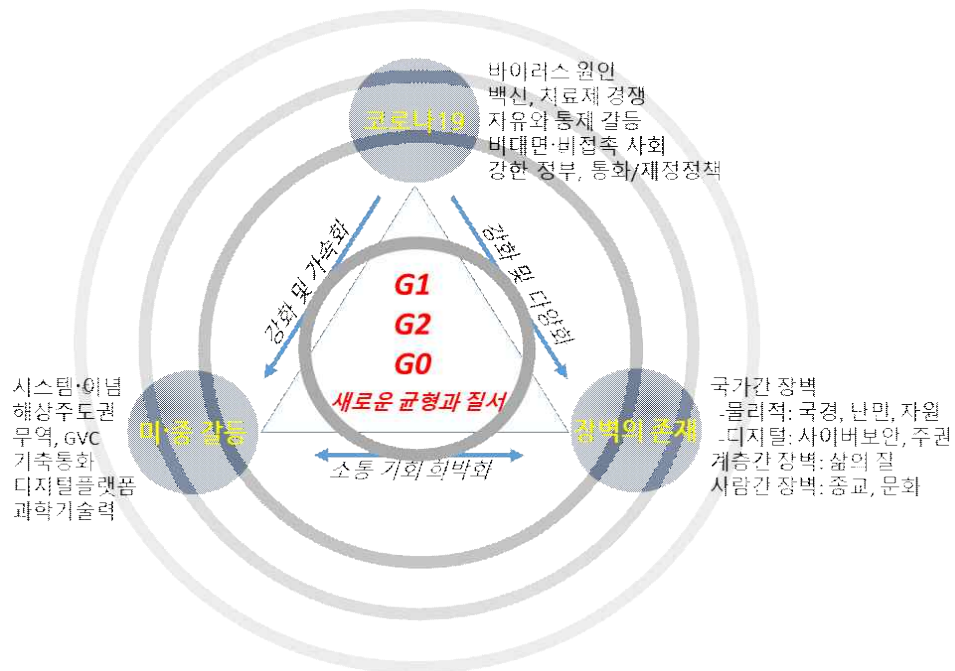 바이러스 원인
백신, 치료제 경쟁
코로나19
자유와 통제 갈등
비대면·비접촉 사회
강한 정부, 통화/재정정책
강화 및 가속화
강화 및 다양화
G1
G2
G0
새로운 균형과 질서
시스템·이념
해상주도권
무역, GVC
기축통화
디지털플랫폼
과학기술력
미·중 갈등
소통 기회 희박화
장벽의 존재
국가간 장벽
-물리적: 국경, 난민, 자원
-디지털: 사이버보안, 주권
계층간 장벽: 삶의 질
사람간 장벽: 종교, 문화